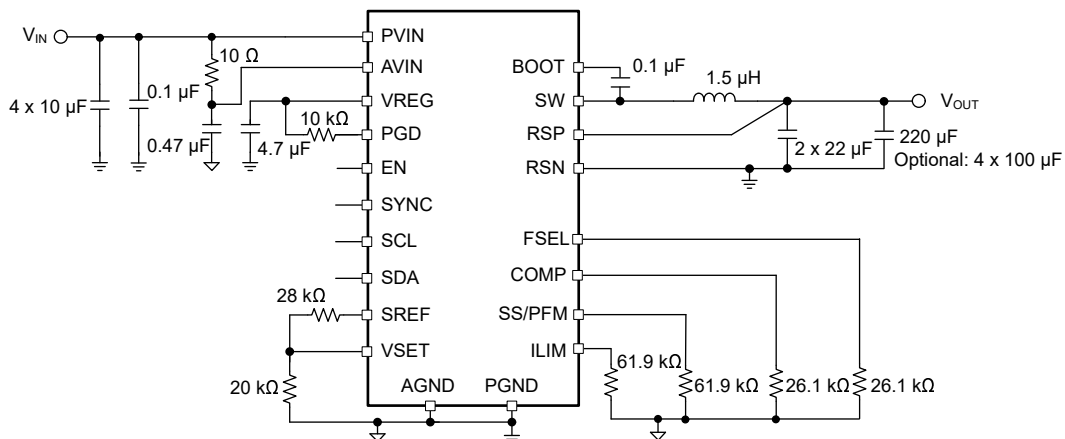 V_IN
PVIN
10 Ω
AVIN
BOOT
0.1 µF
1.5 µH
4 x 10 µF
0.1 µF
VREG
SW
V_OUT
10 kΩ
PGD
RSP
0.47 µF
4.7 µF
2 x 22 µF
220 µF
Optional: 4 x 100 µF
EN
RSN
SYNC
SCL
FSEL
SDA
COMP
28 kΩ
SREF
SS/PFM
VSET
ILIM
20 kΩ
AGND
PGND
61.9 kΩ
61.9 kΩ
26.1 kΩ
26.1 kΩ